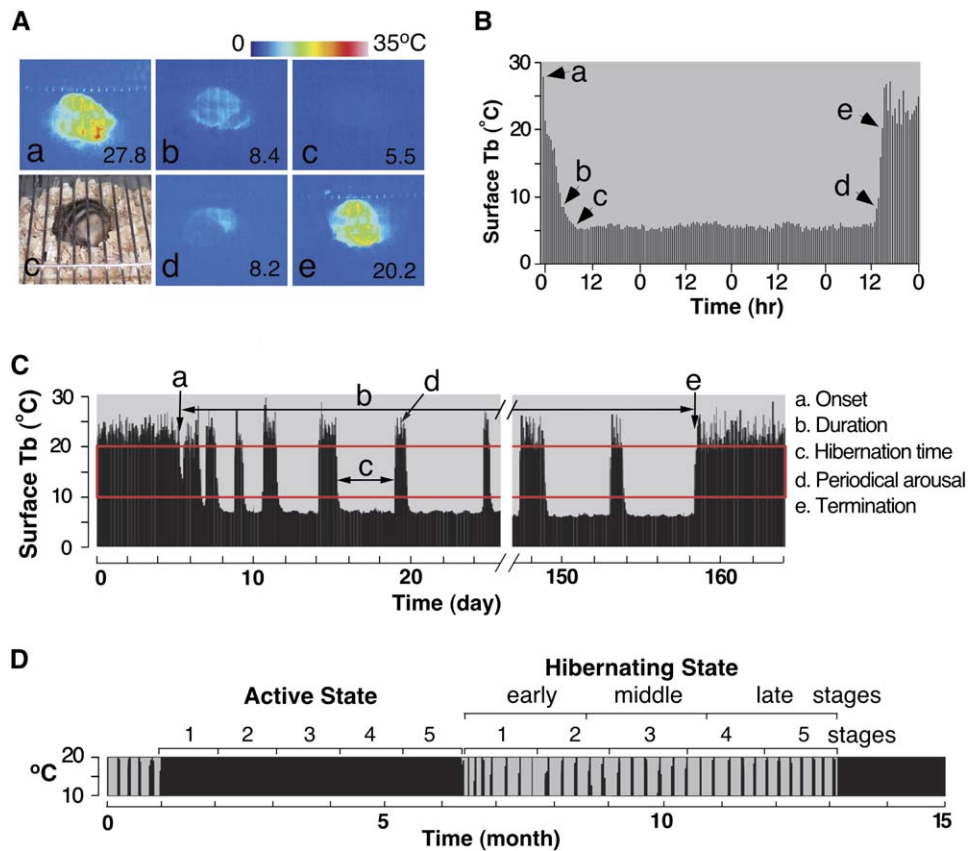 A
0 35°C
a 27.8
b 8.4
c 5.5
c
d 8.2
e 20.2
B
Surface Tb (°C)
30
20
10
0
a
b
c
d
e
0 12 0 12 0 12 0 12 0
Time (hr)
C
Surface Tb (°C)
30
20
10
0
a
b
c
d
e
0 10 20 150 160
Time (day)
a. Onset
b. Duration
c. Hibernation time
d. Periodical arousal
e. Termination
D
Hibernating State
Active State
early middle late stages
1 2 3 4 5 1 2 3 4 5 stages
°C
20
10
0 5 10 15
Time (month)